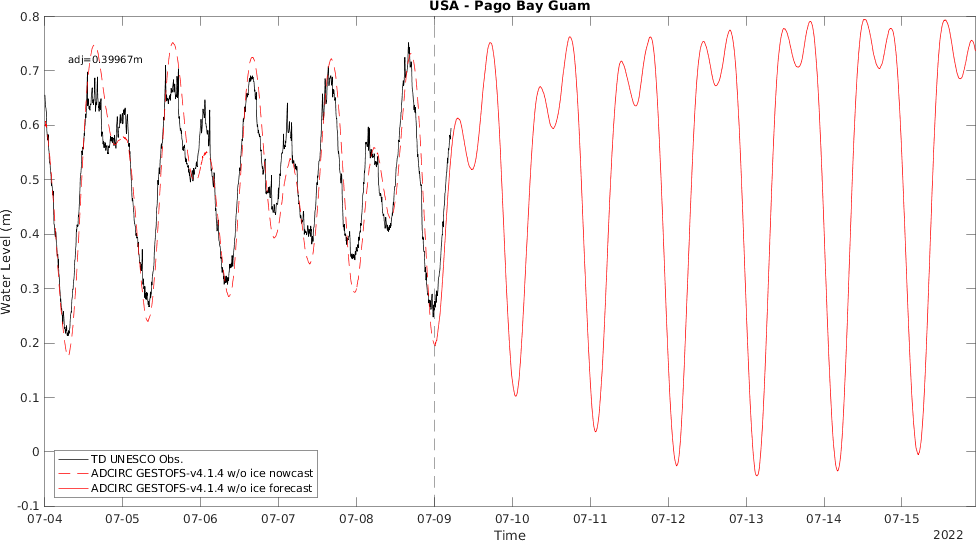 USA - Pago Bay Guam
adj=0.39967m
Water Level (m)
0.8
0.7
0.6
0.5
0.4
0.3
0.2
0.1
0
-0.1
TD UNESCO Obs.
ADCIRC GESTOFS-v4.1.4 w/o ice nowcast
ADCIRC GESTOFS-v4.1.4 w/o ice forecast
07-04 07-05 07-06 07-07 07-08 07-09 07-10 07-11 07-12 07-13 07-14 07-15
Time
2022